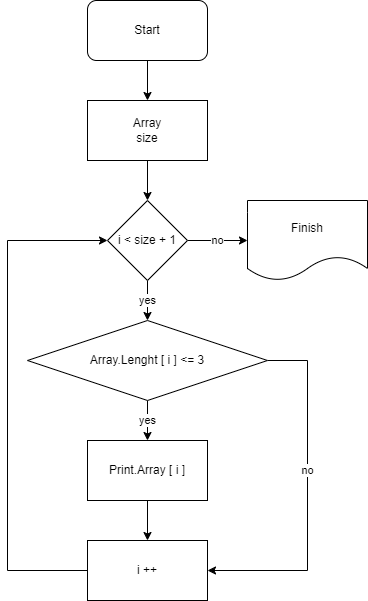 Start
Array
size
i < size + 1
no
Finish
yes
Array.Lenght [ i ] <= 3
yes
Print.Array [ i ]
no
i ++